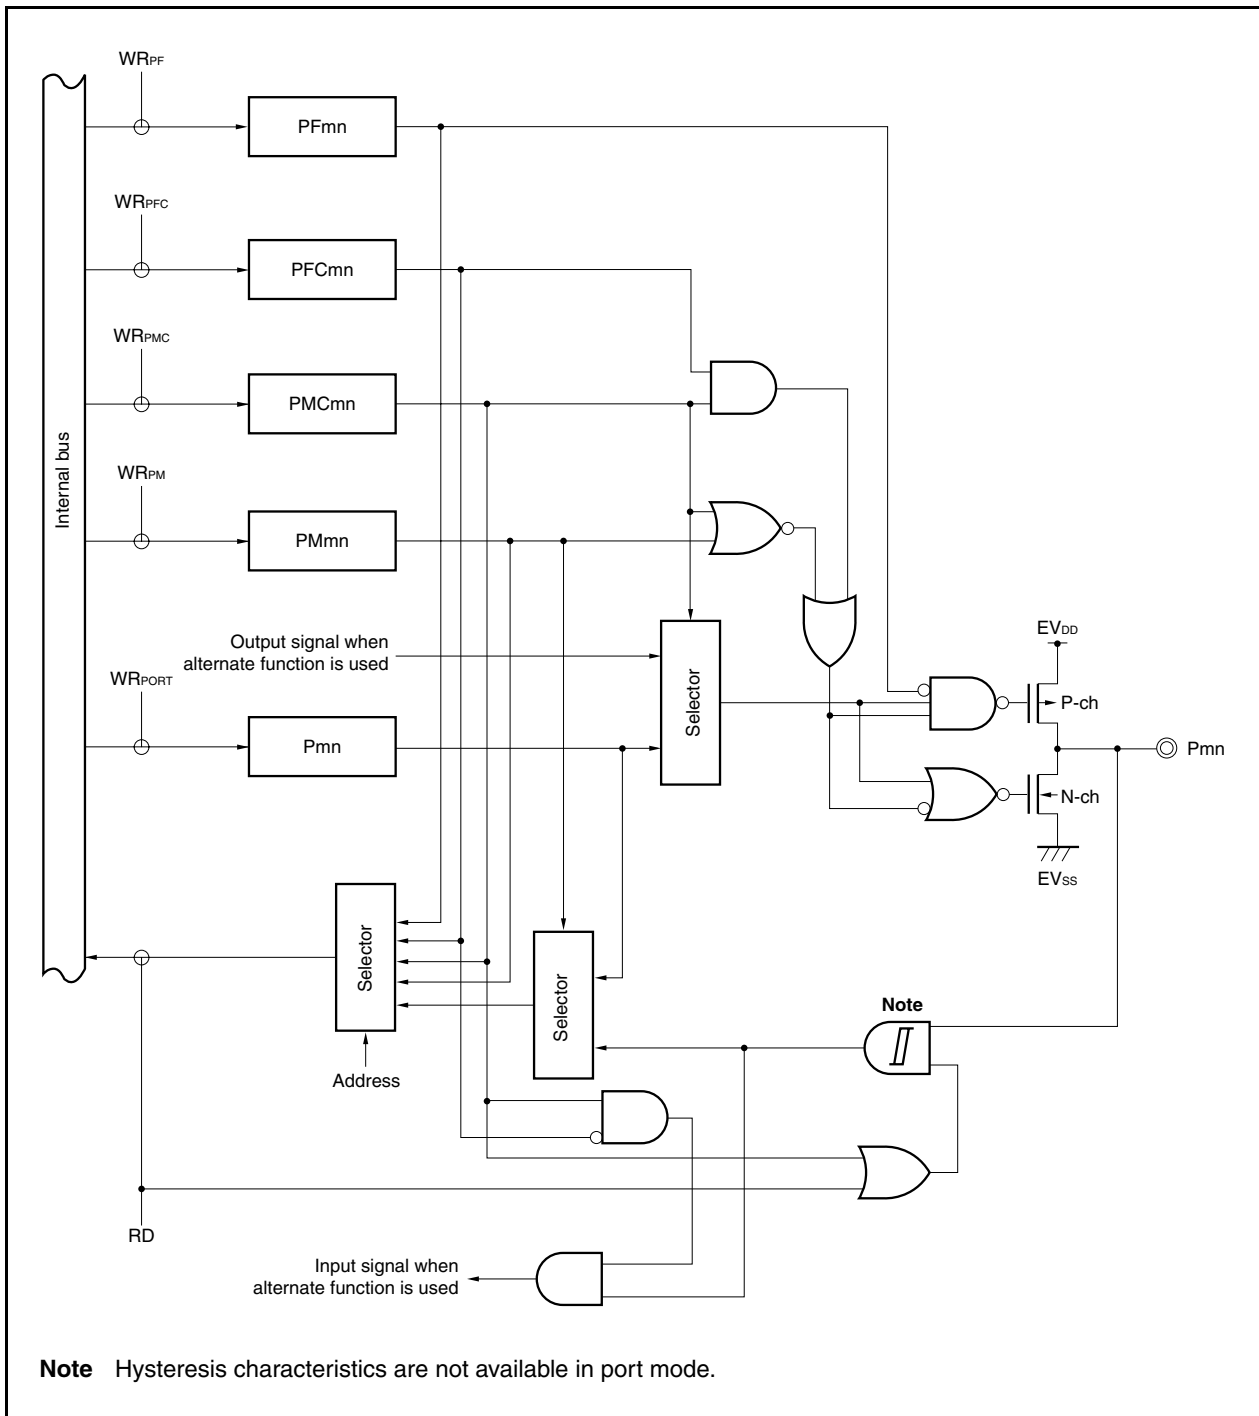 WRPF
PFmn
WRPFC
PFCmn
WRPMC
PMCmn
Internal bus
WRPM
PMmn
Output signal when
alternate function is used
WRPORT
Pmn
Selector
EVDD
P-ch
Pmn
N-ch
EVSS
Selector
Selector
Note
Address
RD
Input signal when
alternate function is used
Note Hysteresis characteristics are not available in port mode.